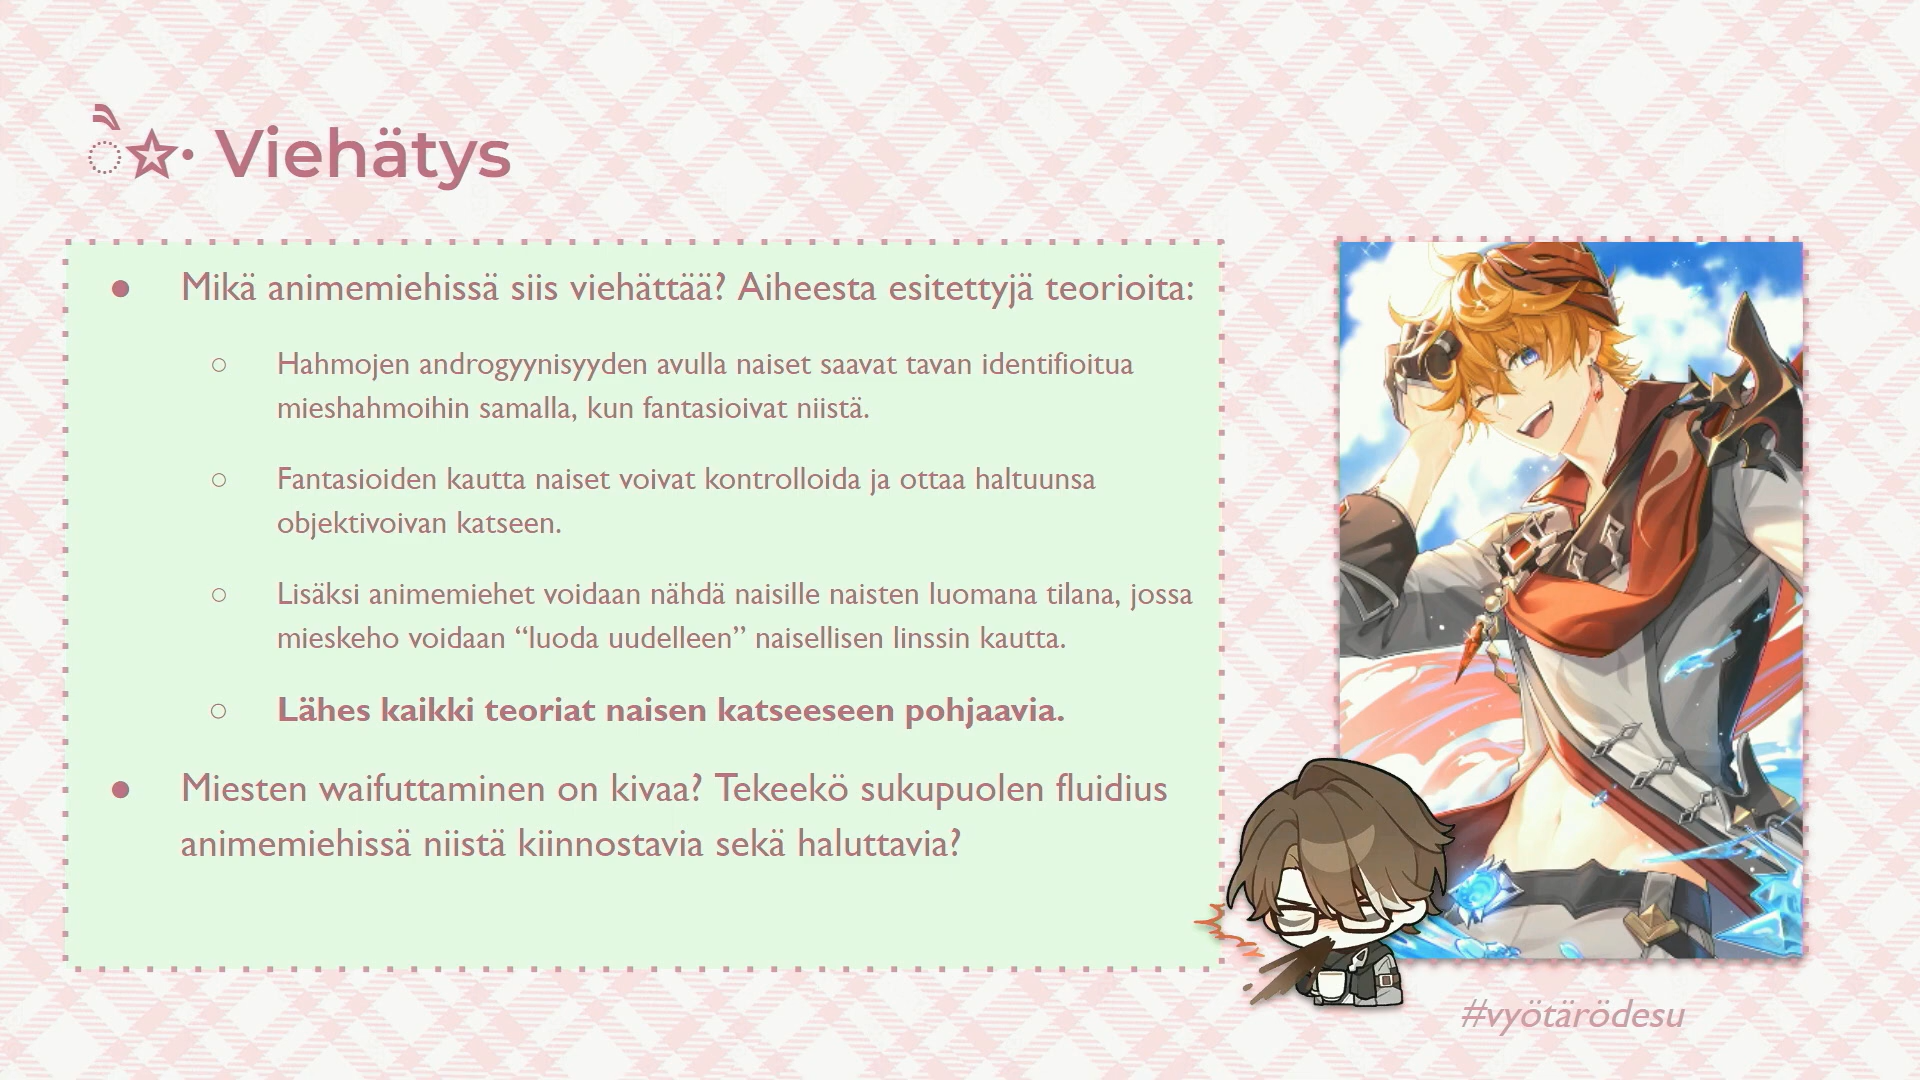 ੈ☆‧ Viehätys
● Mikä animemiehissä siis viehättää? Aiheesta esitettyjä teorioita:
○ Hahmojen androgyynisyyden avulla naiset saavat tavan identifioitua
mieshahmoihin samalla, kun fantasioivat niistä.
○ Fantasioiden kautta naiset voivat kontrolloida ja ottaa haltuunsa
objektivoivan katseen.
○ Lisäksi animemiehet voidaan nähdä naisille naisten luomana tilana, jossa
mieskeho voidaan “luoda uudelleen” naisellisen linssin kautta.
○ Lähes kaikki teoriat naisen katseeseen pohjaavia.
● Miesten waifuttaminen on kivaa? Tekeekö sukupuolen fluidius
animemiehissä niistä kiinnostavia sekä haluttavia?
#vyötärödesu